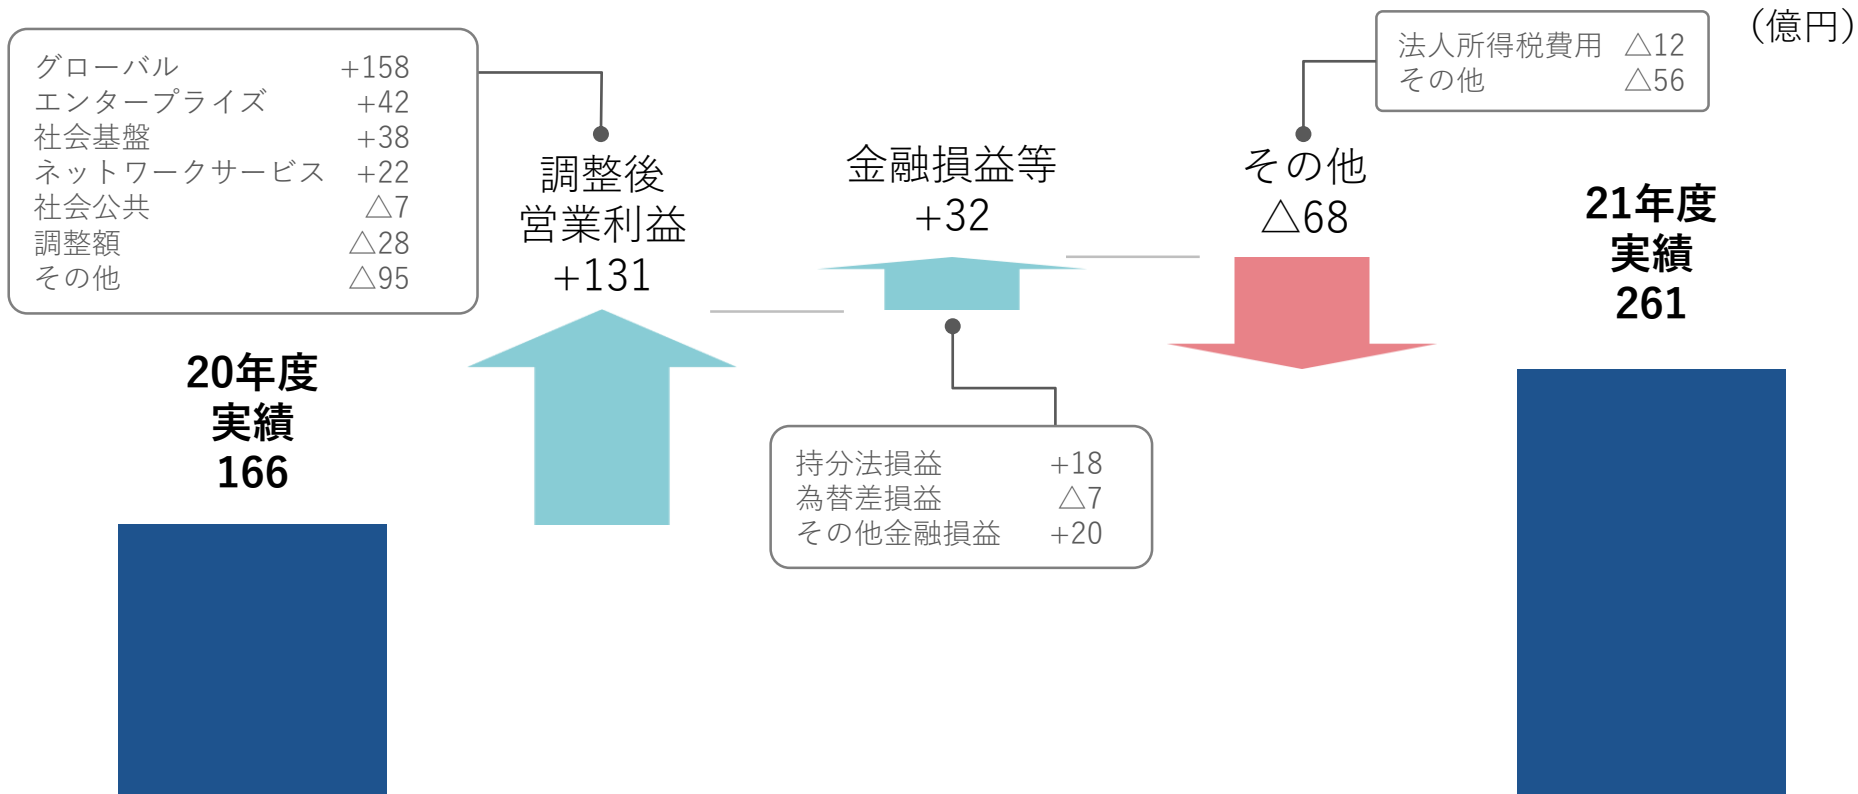 （億円）
グローバル +158
エンタープライズ +42
社会基盤 +38
ネットワークサービス +22
社会公共 △7
調整額 △28
その他 △95
法人所得税費用 △12
その他 △56
20年度
実績
166
調整後
営業利益
+131
金融損益等
+32
持分法損益 +18
為替差損益 △7
その他金融損益 +20
その他
△68
21年度
実績
261